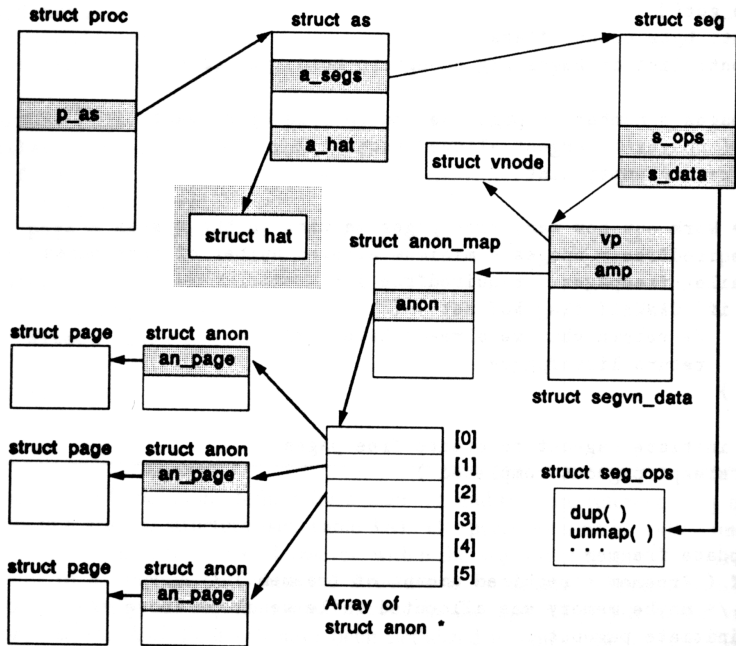 struct proc
p_as
struct as
a_segs
a_hat
struct hat
struct seg
s_ops
s_data
struct vnode
vp
amp
struct segvn_data
struct anon_map
anon
struct page
struct anon
an_page
struct page
struct anon
an_page
struct page
struct anon
an_page
[0]
[1]
[2]
[3]
[4]
[5]
Array of
struct anon *
struct seg_ops
dup( )
unmap( )
. . .